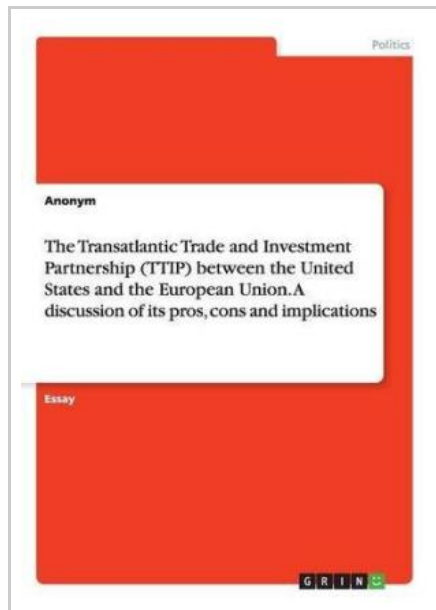 Politics
Anonym
The Transatlantic Trade and Investment
Partnership (TTIP) between the United
States and the European Union. A
discussion of its pros, cons and implications
Essay
GRIN